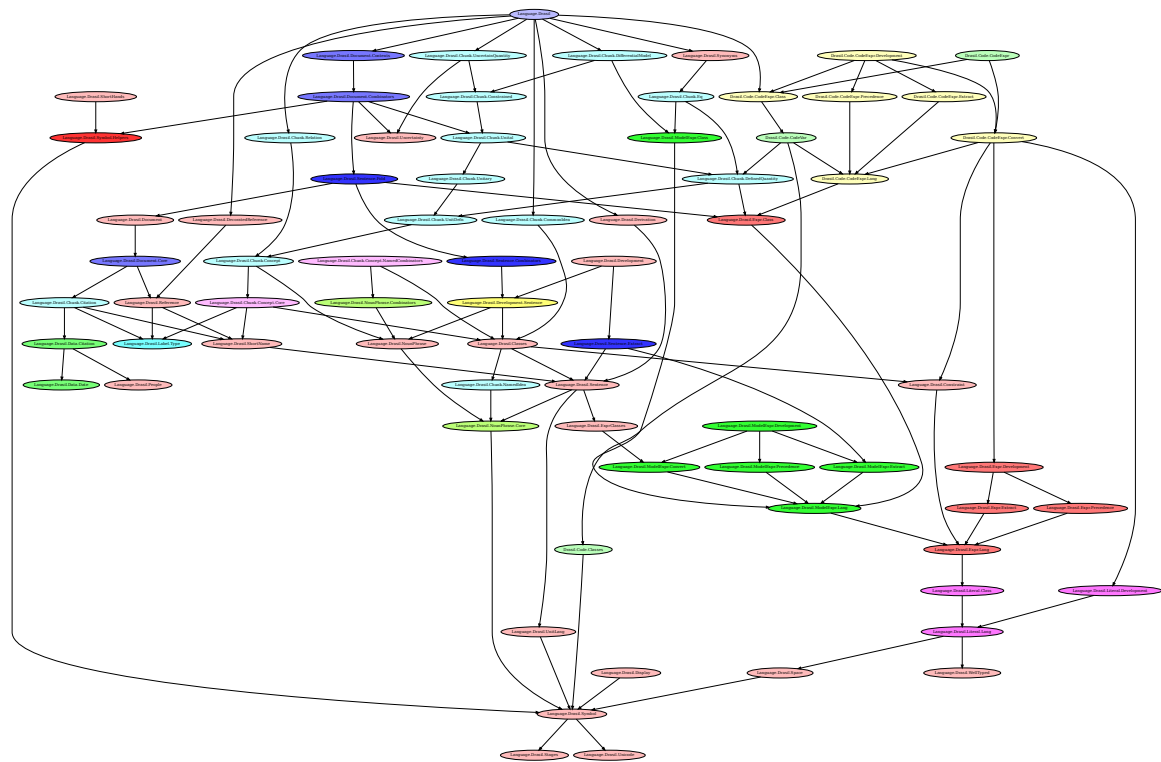 Language.Drasil
Language.Drasil.Document.Contents
Language.Drasil.Chunk.UncertainQuantity
Language.Drasil.Chunk.DifferentialModel
Language.Drasil.Synonyms
Drasil.Code.CodeExpr.Development
Drasil.Code.CodeExpr
Language.Drasil.ShortHands
Language.Drasil.Document.Combinators
Language.Drasil.Chunk.Constrained
Language.Drasil.Chunk.Eq
Drasil.Code.CodeExpr.Class
Drasil.Code.CodeExpr.Precedence
Drasil.Code.CodeExpr.Extract
Language.Drasil.Symbol.Helpers
Language.Drasil.Chunk.Relation
Language.Drasil.Uncertainty
Language.Drasil.Chunk.Unital
Language.Drasil.ModelExpr.Class
Drasil.Code.CodeVar
Drasil.Code.CodeExpr.Convert
Language.Drasil.Chunk.Unitary
Language.Drasil.Chunk.DefinedQuantity
Drasil.Code.CodeExpr.Lang
Language.Drasil.Document
Language.Drasil.DecoratedReference
Language.Drasil.Chunk.UnitDefn
Language.Drasil.Chunk.CommonIdea
Language.Drasil.Derivation
Language.Drasil.Expr.Class
Language.Drasil.Document.Core
Language.Drasil.Chunk.Concept
Language.Drasil.Chunk.Concept.NamedCombinators
Language.Drasil.Development
Language.Drasil.Chunk.Citation
Language.Drasil.Reference
Language.Drasil.Chunk.Concept.Core
Language.Drasil.NounPhrase.Combinators
Language.Drasil.Development.Sentence
Language.Drasil.Data.Citation
Language.Drasil.Label.Type
Language.Drasil.ShortName
Language.Drasil.NounPhrase
Language.Drasil.Classes
Language.Drasil.Data.Date
Language.Drasil.People
Language.Drasil.Chunk.NamedIdea
Language.Drasil.Sentence
Language.Drasil.Constraint
Language.Drasil.NounPhrase.Core
Language.Drasil.ExprClasses
Language.Drasil.ModelExpr.Development
Language.Drasil.ModelExpr.Convert
Language.Drasil.ModelExpr.Precedence
Language.Drasil.ModelExpr.Extract
Language.Drasil.Expr.Development
Language.Drasil.ModelExpr.Lang
Language.Drasil.Expr.Extract
Language.Drasil.Expr.Precedence
Drasil.Code.Classes
Language.Drasil.Expr.Lang
Language.Drasil.Literal.Class
Language.Drasil.Literal.Development
Language.Drasil.UnitLang
Language.Drasil.Literal.Lang
Language.Drasil.Display
Language.Drasil.Space
Language.Drasil.WellTyped
Language.Drasil.Symbol
Language.Drasil.Stages
Language.Drasil.Unicode